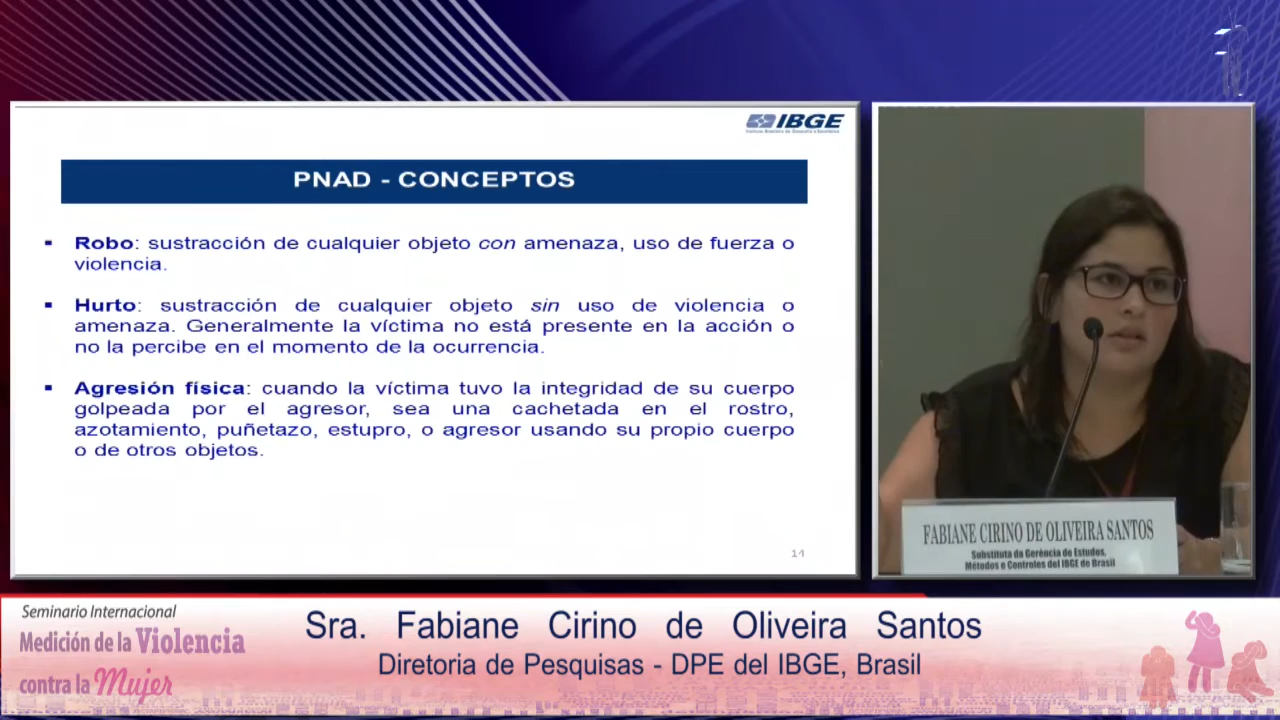 IBGE
Instituto Brasileiro de Geografia e Estatística
PNAD - CONCEPTOS
▪ Robo: sustracción de cualquier objeto con amenaza, uso de fuerza o
violencia.
▪ Hurto: sustracción de cualquier objeto sin uso de violencia o
amenaza. Generalmente la víctima no está presente en la acción o
no la percibe en el momento de la ocurrencia.
▪ Agresión física: cuando la víctima tuvo la integridad de su cuerpo
golpeada por el agresor, sea una cachetada en el rostro,
azotamiento, puñetazo, estupro, o agresor usando su propio cuerpo
o de otros objetos.
14
FABIANE CIRINO DE OLIVEIRA SANTOS
Substituta da Gerência de Estudos,
Métodos e Controles del IBGE de Brasil
Seminario Internacional
Medición de la Violencia
contra la Mujer
Sra. Fabiane Cirino de Oliveira Santos
Diretoria de Pesquisas - DPE del IBGE, Brasil